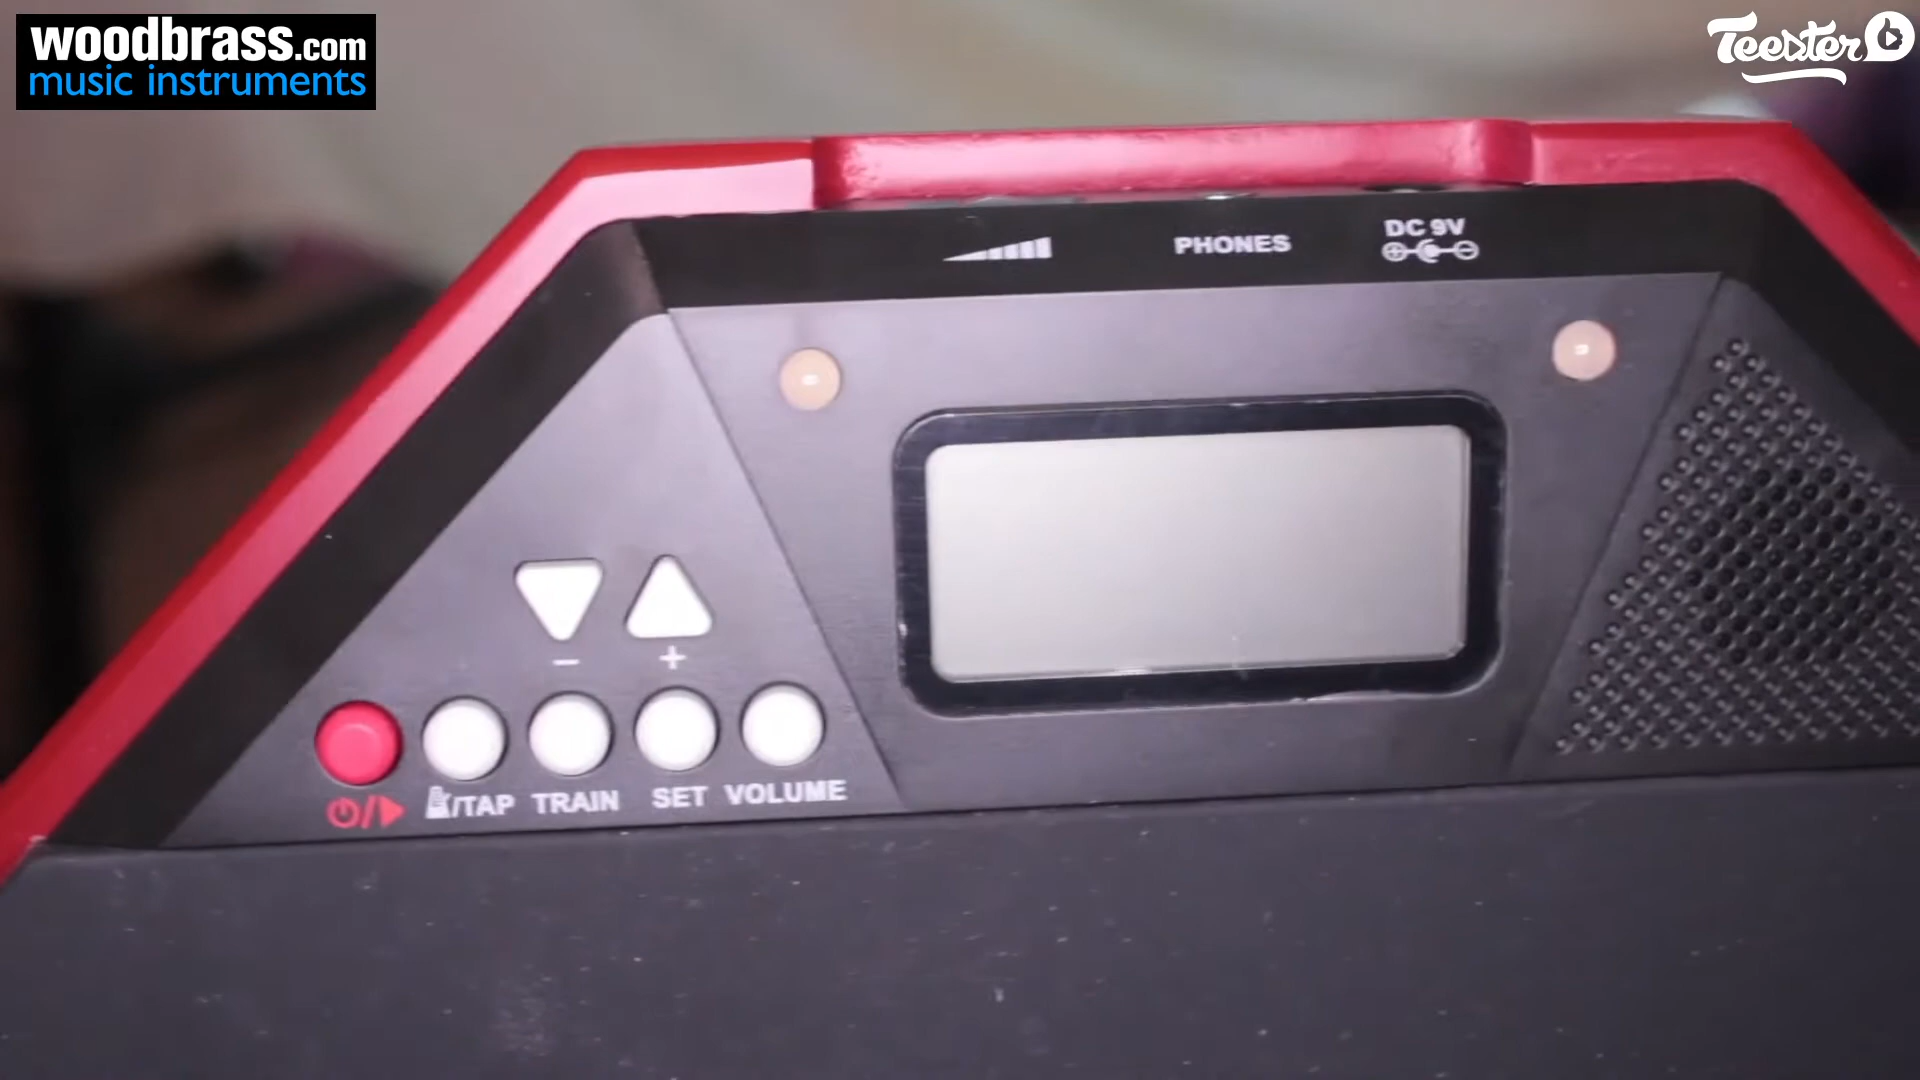 woodbrass.com
music instruments
Teester
PHONES
DC 9V
- +
/TAP TRAIN SET VOLUME